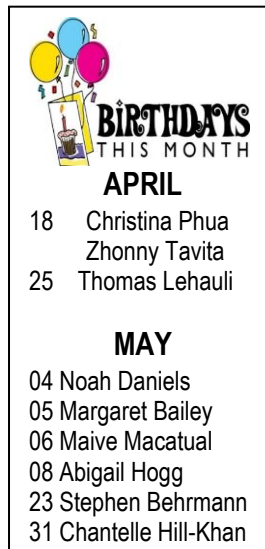 BIRTHDAYS
THIS MONTH
APRIL
18 Christina Phua
Zhonny Tavita
25 Thomas Lehauli
MAY
04 Noah Daniels
05 Margaret Bailey
06 Maive Macatual
08 Abigail Hogg
23 Stephen Behrmann
31 Chantelle Hill-Khan